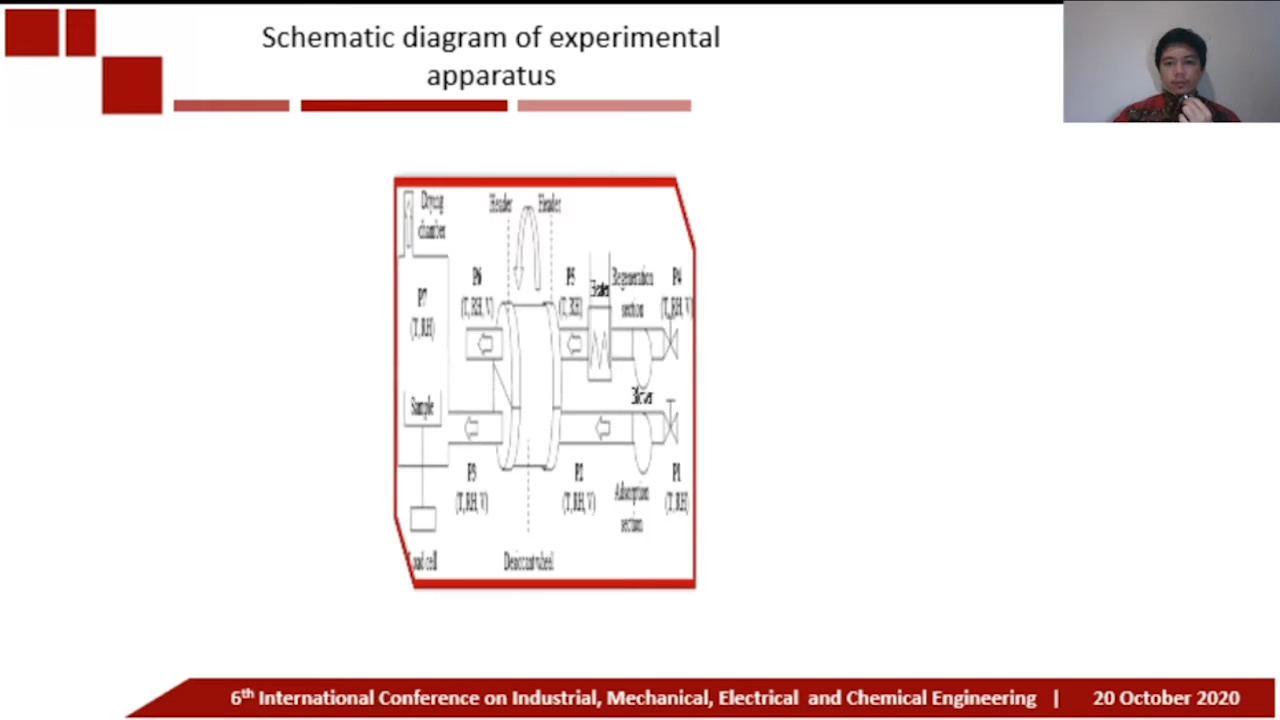 Schematic diagram of experimental
apparatus
Drying
chamber
Header
Header
P6
(T, RH, V)
P5
(T, RH)
Heater
Regeneration
section
P4
(T, RH, V)
P7
(T, RH)
Sample
Blower
P3
(T, RH, V)
P2
(T, RH, V)
Adsorption
section
P1
(T, RH)
Load cell
Desiccant wheel
6th International Conference on Industrial, Mechanical, Electrical and Chemical Engineering | 20 October 2020